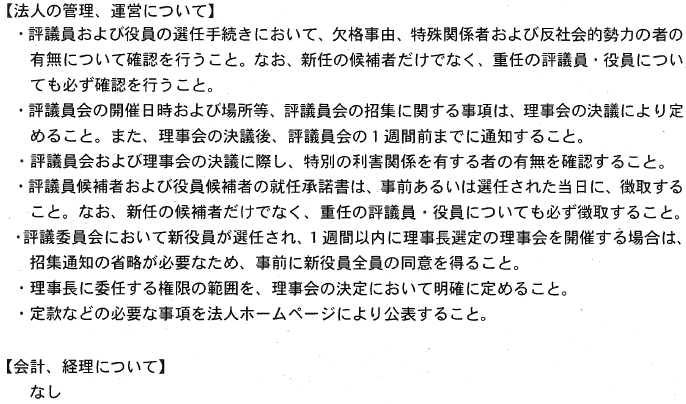 【法人の管理、運営について】
・評議員および役員の選任手続きにおいて、欠格事由、特殊関係者および反社会的勢力の者の
有無について確認を行うこと。なお、新任の候補者だけでなく、重任の評議員・役員につい
ても必ず確認を行うこと。
・評議員会の開催日時および場所等、評議員会の招集に関する事項は、理事会の決議により定
めること。また、理事会の決議後、評議員会の１週間前までに通知すること。
・評議員会および理事会の決議に際し、特別の利害関係を有する者の有無を確認すること。
・評議員候補者および役員候補者の就任承諾書は、事前あるいは選任された当日に、徴取する
こと。なお、新任の候補者だけでなく、重任の評議員・役員についても必ず徴取すること。
・評議委員会において新役員が選任され、１週間以内に理事長選定の理事会を開催する場合は、
招集通知の省略が必要なため、事前に新役員全員の同意を得ること。
・理事長に委任する権限の範囲を、理事会の決定において明確に定めること。
・定款などの必要な事項を法人ホームページにより公表すること。
【会計、経理について】
なし